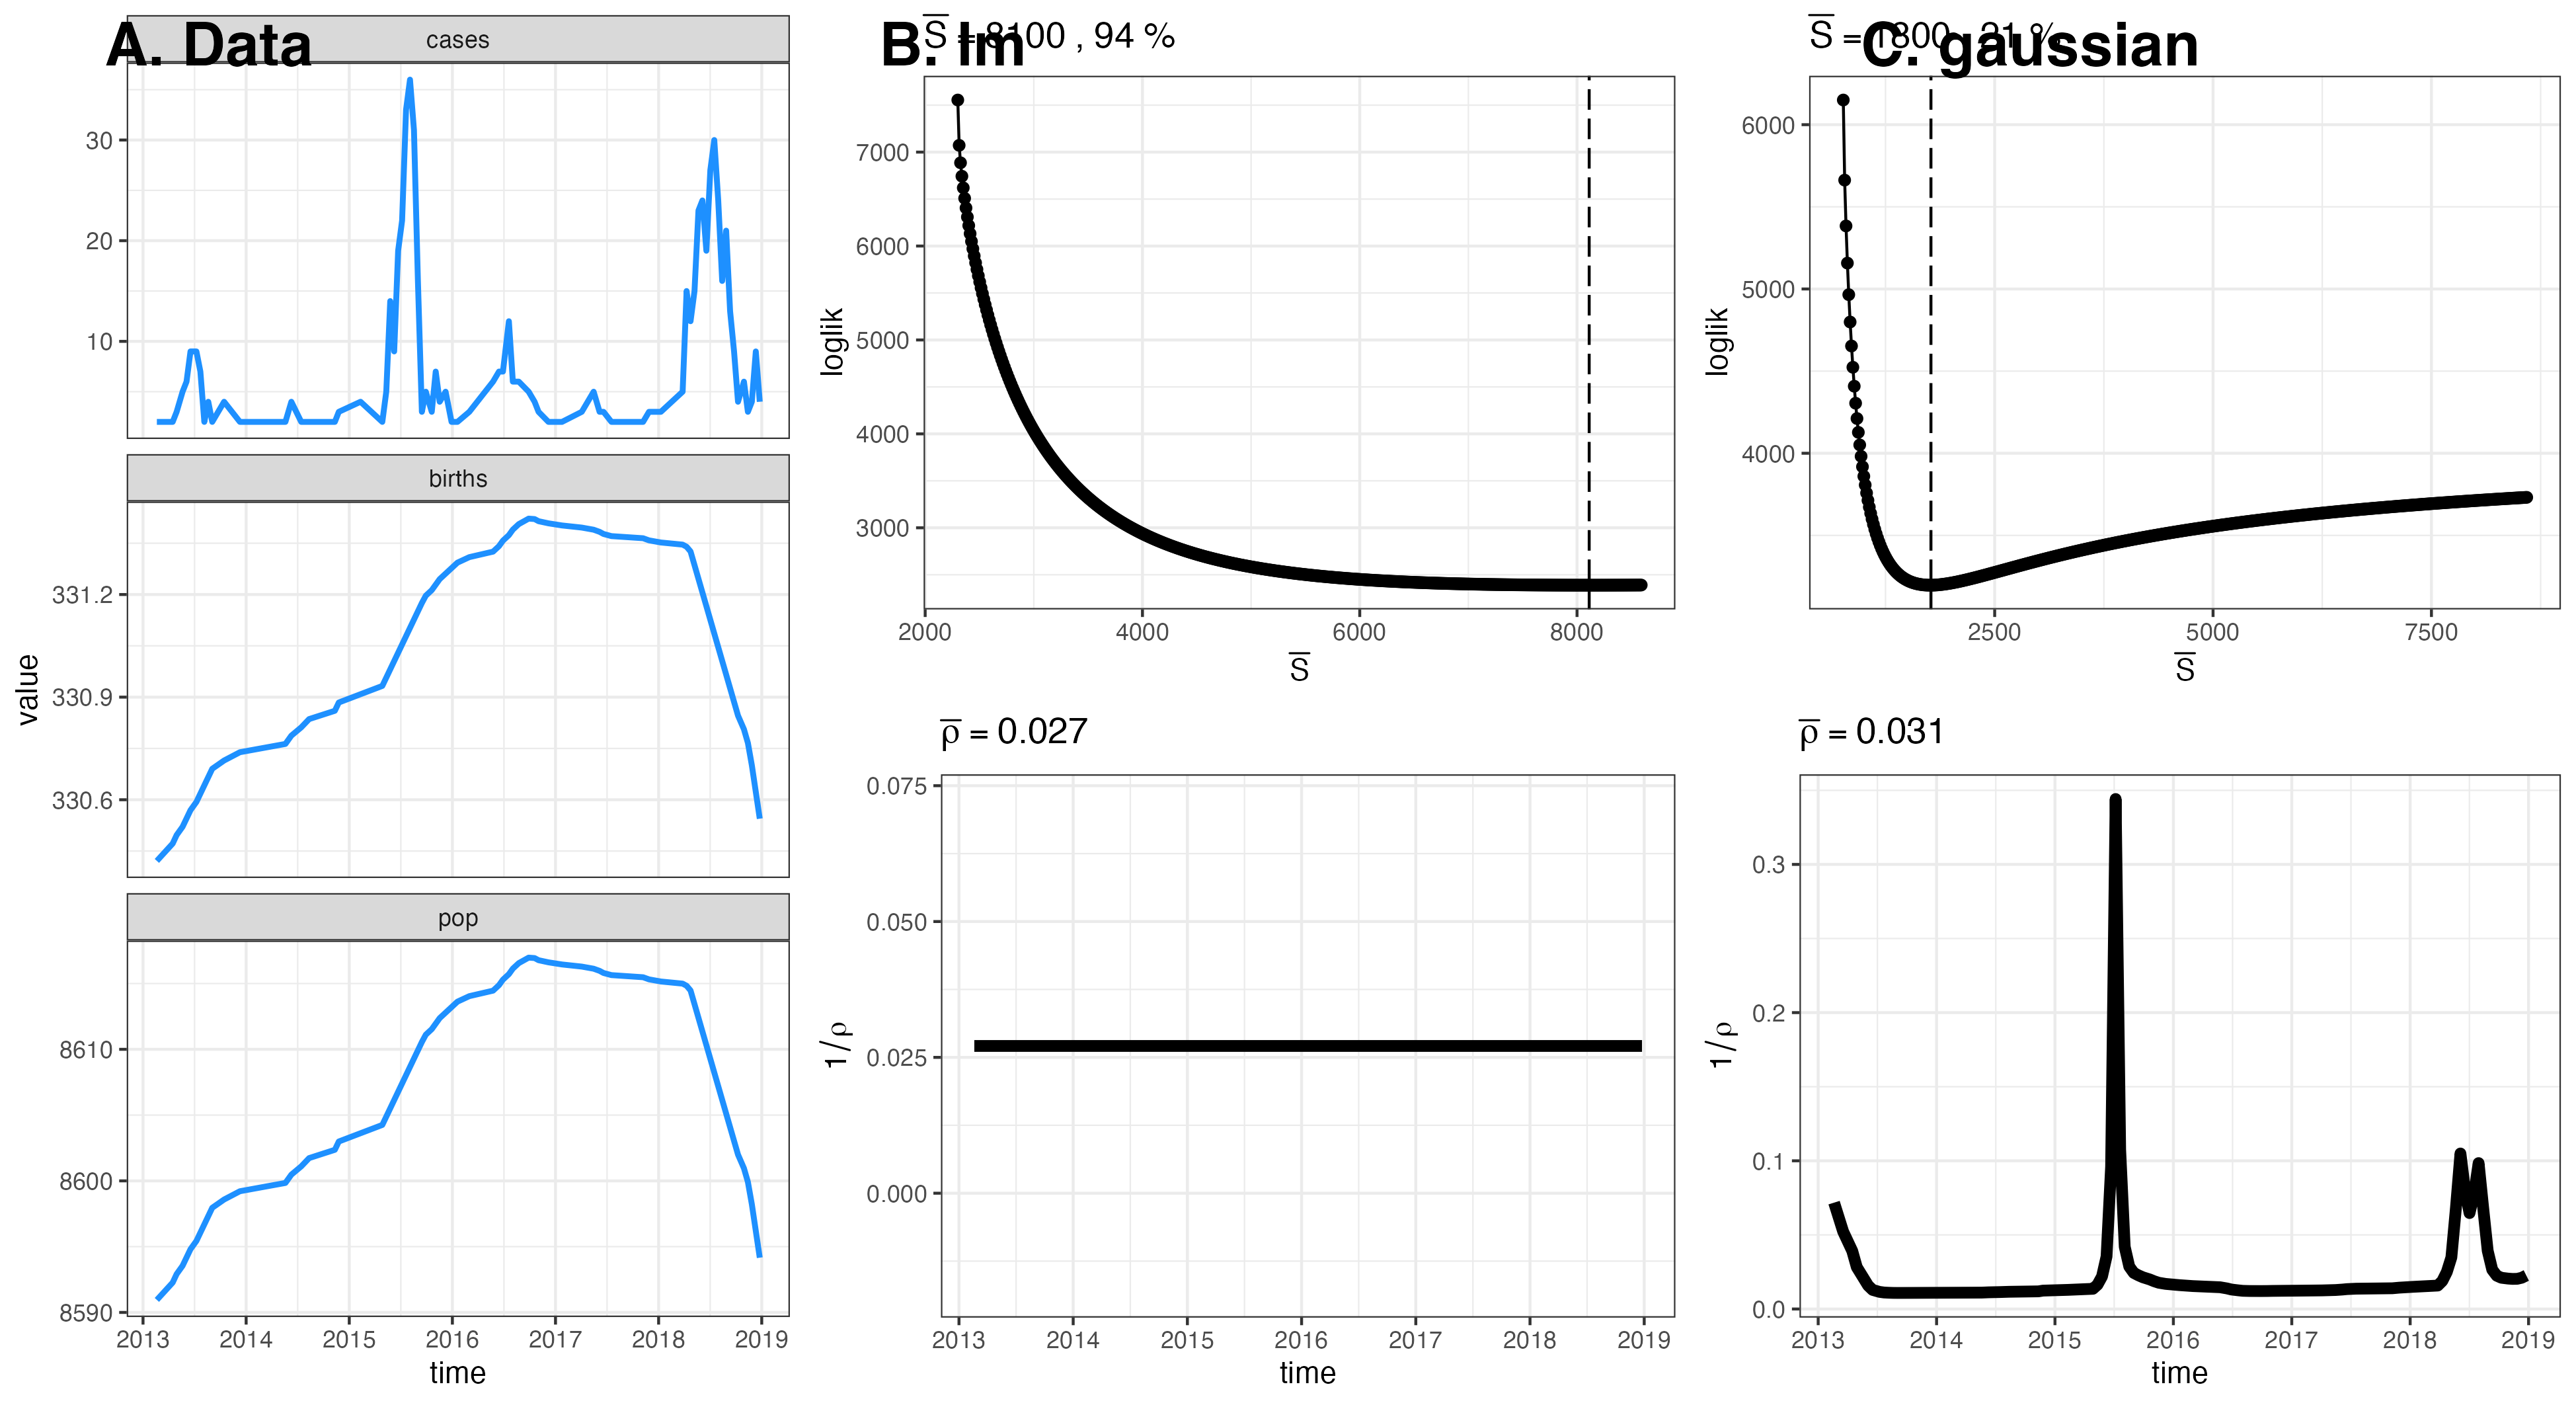 A. Data
cases
30
20
10
births
331.2
330.9
330.6
value
pop
8610
8600
8590
2013 2014 2015 2016 2017 2018 2019
time
B. lm
S = 8100 , 94 %
7000
6000
5000
4000
3000
loglik
2000 4000 6000 8000
S
ρ = 0.027
0.075
0.050
0.025
0.000
1/ρ
2013 2014 2015 2016 2017 2018 2019
time
C. gaussian
S = 1800 , 21 %
6000
5000
4000
loglik
2500 5000 7500
S
ρ = 0.031
0.3
0.2
0.1
0.0
1/ρ
2013 2014 2015 2016 2017 2018 2019
time